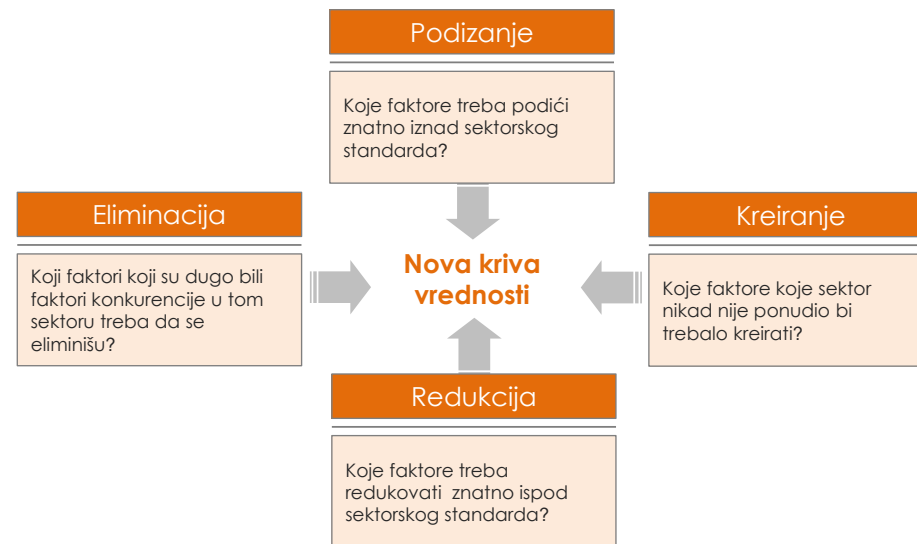 Podizanje
Koje faktore treba podići
znatno iznad sektorskog
standarda?
Eliminacija
Koji faktori koji su dugo bili
faktori konkurencije u tom
sektoru treba da se
eliminišu?
Nova kriva
vrednosti
Kreiranje
Koje faktore koje sektor
nikad nije ponudio bi
trebalo kreirati?
Redukcija
Koje faktore treba
redukovati znatno ispod
sektorskog standarda?